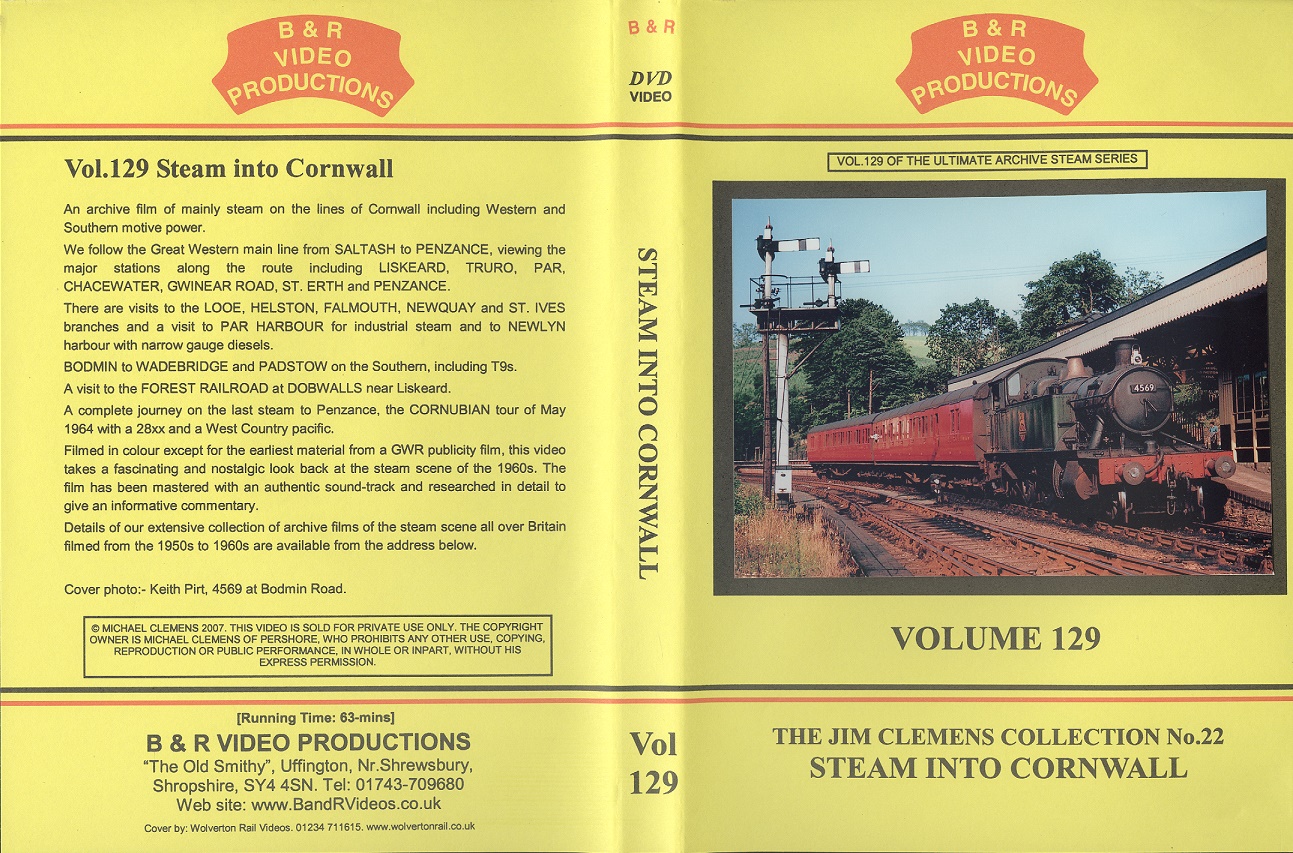 B & R
VIDEO
PRODUCTIONS
Vol.129 Steam into Cornwall
An archive film of mainly steam on the lines of Cornwall including Western and
Southern motive power.
We follow the Great Western main line from SALTASH to PENZANCE, viewing the
major stations along the route including LISKEARD, TRURO, PAR,
CHACEWATER, GWINEAR ROAD, ST. ERTH and PENZANCE.
There are visits to the LOOE, HELSTON, FALMOUTH, NEWQUAY and ST. IVES
branches and a visit to PAR HARBOUR for industrial steam and to NEWLYN
harbour with narrow gauge diesels.
BODMIN to WADEBRIDGE and PADSTOW on the Southern, including T9s.
A visit to the FOREST RAILROAD at DOBWALLS near Liskeard.
A complete journey on the last steam to Penzance, the CORNUBIAN tour of May
1964 with a 28xx and a West Country pacific.
Filmed in colour except for the earliest material from a GWR publicity film, this video
takes a fascinating and nostalgic look back at the steam scene of the 1960s. The
film has been mastered with an authentic sound-track and researched in detail to
give an informative commentary.
Details of our extensive collection of archive films of the steam scene all over Britain
filmed from the 1950s to 1960s are available from the address below.
Cover photo:- Keith Pirt, 4569 at Bodmin Road.
© MICHAEL CLEMENS 2007. THIS VIDEO IS SOLD FOR PRIVATE USE ONLY. THE COPYRIGHT
OWNER IS MICHAEL CLEMENS OF PERSHORE, WHO PROHIBITS ANY OTHER USE, COPYING,
REPRODUCTION OR PUBLIC PERFORMANCE, IN WHOLE OR INPART, WITHOUT HIS
EXPRESS PERMISSION.
[Running Time: 63-mins]
B & R VIDEO PRODUCTIONS
“The Old Smithy”, Uffington, Nr.Shrewsbury,
Shropshire, SY4 4SN. Tel: 01743-709680
Web site: www.BandRVideos.co.uk
Cover by: Wolverton Rail Videos. 01234 711615. www.wolvertonrail.co.uk
B & R
DVD
VIDEO
STEAM INTO CORNWALL
Vol
129
B & R
VIDEO
PRODUCTIONS
VOL.129 OF THE ULTIMATE ARCHIVE STEAM SERIES
4569
VOLUME 129
THE JIM CLEMENS COLLECTION No.22
STEAM INTO CORNWALL